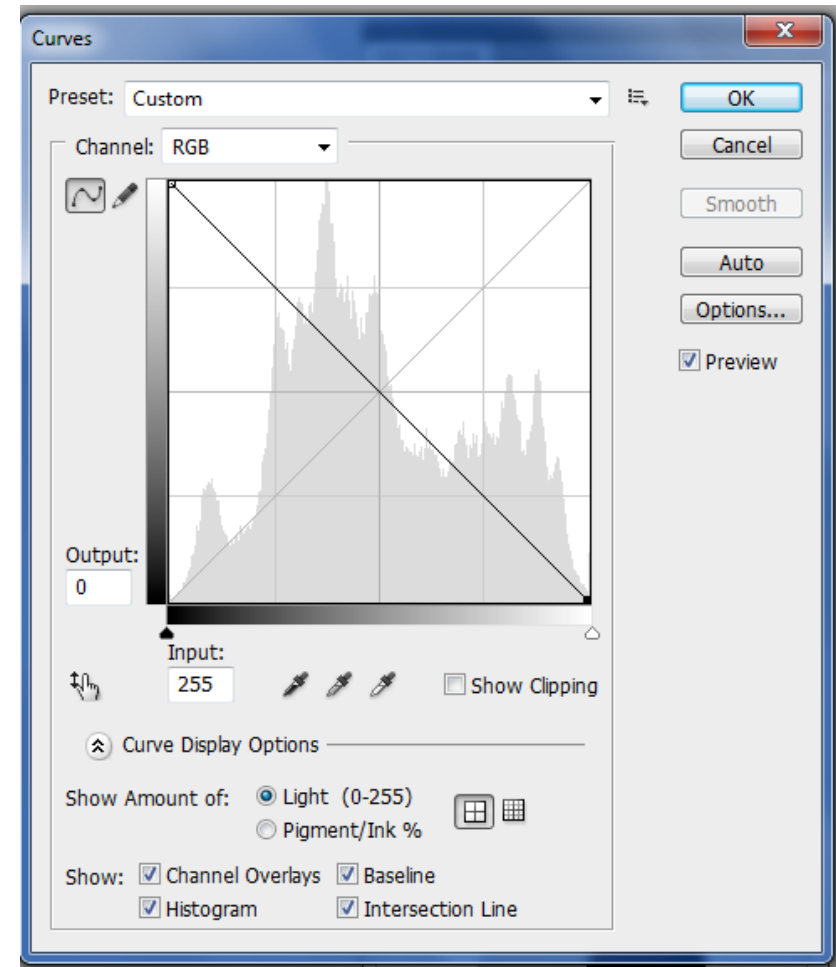 Curves
Preset: Custom
OK
Channel: RGB
Cancel
Smooth
Auto
Options...
Preview
Output:
0
Input:
255
Show Clipping
Curve Display Options
Show Amount of: Light (0-255)
Pigment/Ink %
Show: Channel Overlays Baseline
Histogram Intersection Line